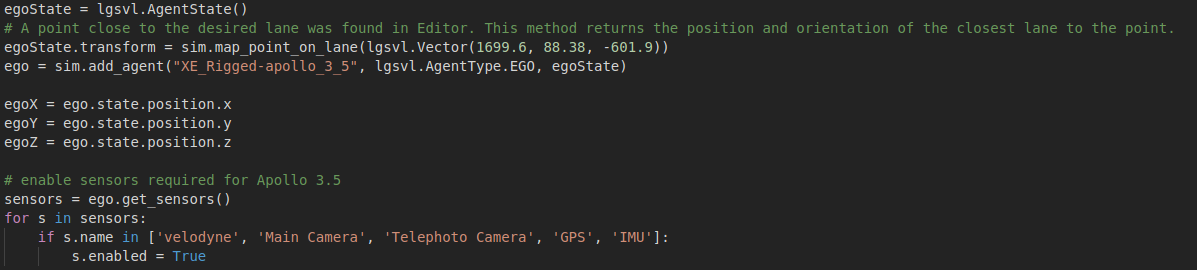 egoState = lgsvl.AgentState()
# A point close to the desired lane was found in Editor. This method returns the position and orientation of the closest lane to the point.
egoState.transform = sim.map_point_on_lane(lgsvl.Vector(1699.6, 88.38, -601.9))
ego = sim.add_agent("XE_Rigged-apollo_3_5", lgsvl.AgentType.EGO, egoState)

egoX = ego.state.position.x
egoY = ego.state.position.y
egoZ = ego.state.position.z

# enable sensors required for Apollo 3.5
sensors = ego.get_sensors()
for s in sensors:
    if s.name in ['velodyne', 'Main Camera', 'Telephoto Camera', 'GPS', 'IMU']:
        s.enabled = True